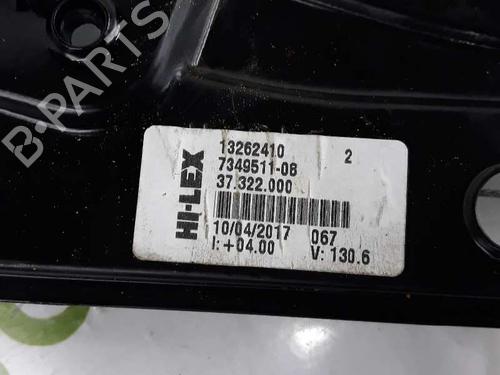 B-PARTS
HI-LEX
13262410 2
7349511-08
37.322.000
10/04/2017 067
I: +04.00 V: 130.6